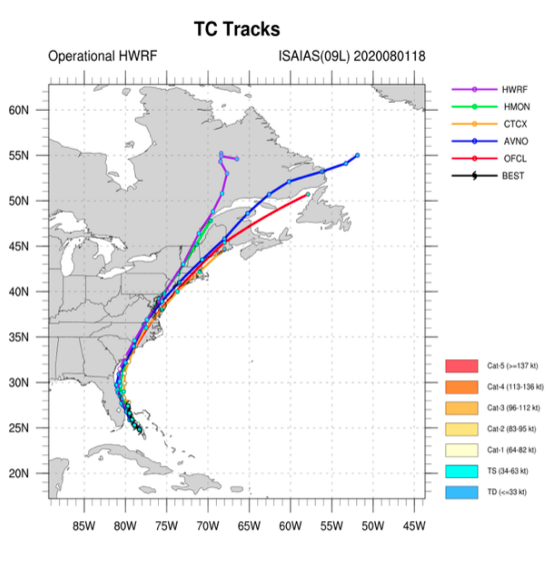 TC Tracks
Operational HWRF ISAIAS(09L) 2020080118
HWRF
HMON
CTCX
AVNO
OFCL
BEST
60N
55N
50N
45N
40N
35N
30N
25N
20N
Cat-5 (>=137 kt)
Cat-4 (113-136 kt)
Cat-3 (96-112 kt)
Cat-2 (83-95 kt)
Cat-1 (64-82 kt)
TS (34-63 kt)
TD (<=33 kt)
85W 80W 75W 70W 65W 60W 55W 50W 45W